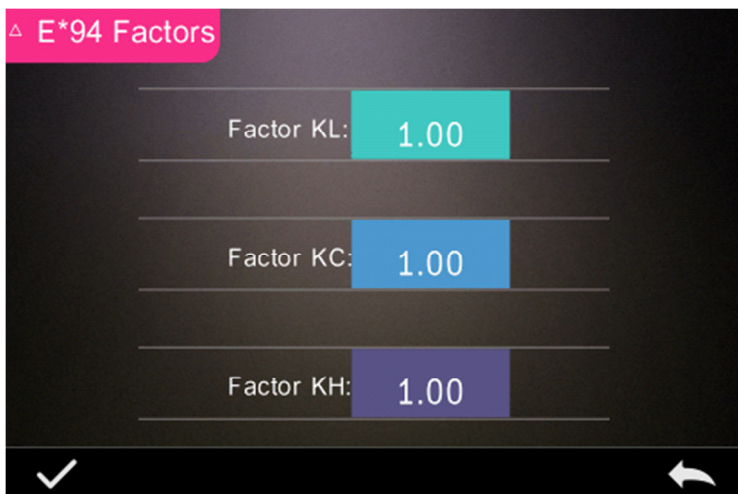 △ E*94 Factors
Factor KL: 1.00
Factor KC: 1.00
Factor KH: 1.00